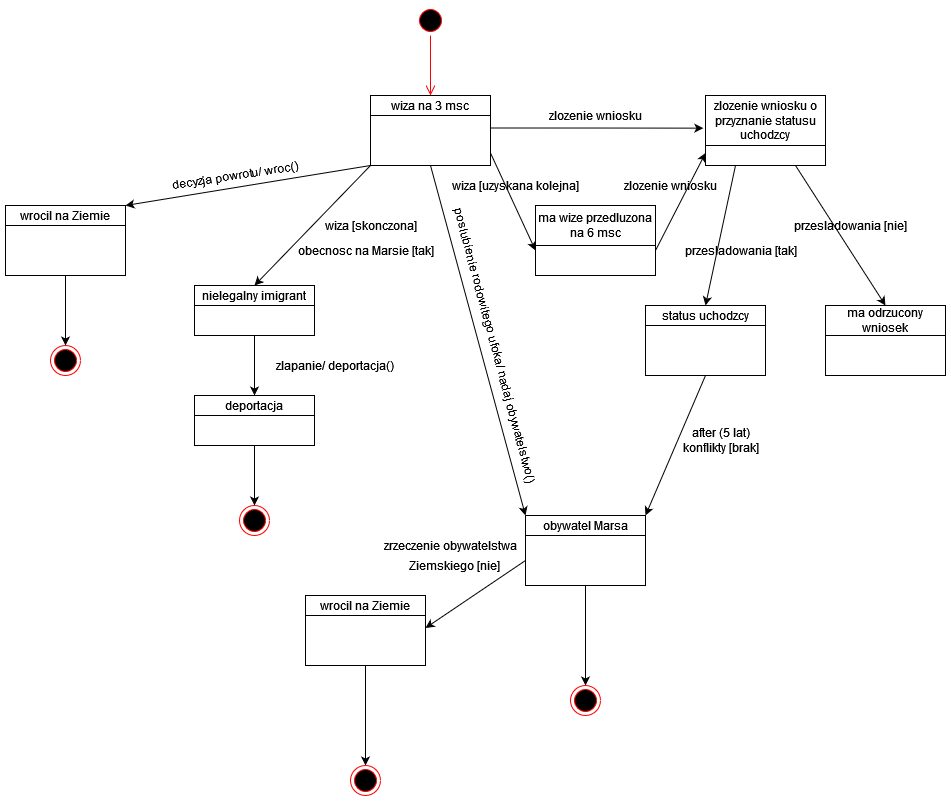 wiza na 3 msc
zlozenie wniosku o
przyznanie statusu
uchodzcy
zlozenie wniosku
decyzja powrotu/ wroc()
wiza [uzyskana kolejna]
zlozenie wniosku
wrocil na Ziemie
ma wize przedluzona
na 6 msc
wiza [skonczona]
obecnosc na Marsie [tak]
poslubienie rodowitego ufoka/ nadaj obywatelstwo()
przesladowania [nie]
przesladowania [tak]
nielegalny imigrant
status uchodzcy
ma odrzucony
wniosek
zlapanie/ deportacja()
deportacja
after (5 lat)
konflikty [brak]
obywatel Marsa
zrzeczenie obywatelstwa
Ziemskiego [nie]
wrocil na Ziemie